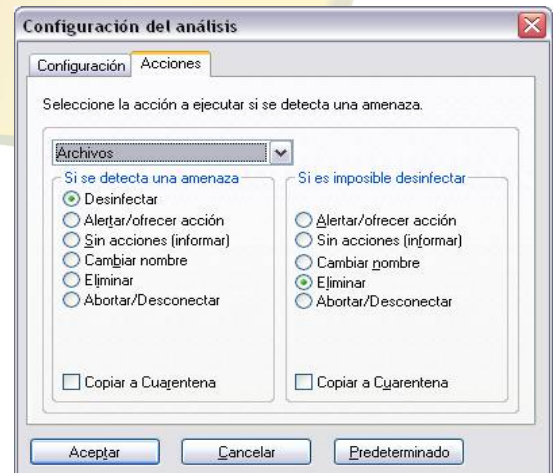 Configuración del análisis
Configuración
Acciones
Seleccione la acción a ejecutar si se detecta una amenaza.
Archivos
Si se detecta una amenaza
Desinfectar
Alertar/ofrecer acción
Sin acciones (informar)
Cambiar nombre
Eliminar
Abortar/Desconectar
Copiar a Cuarentena
Si es imposible desinfectar
Alertar/ofrecer acción
Sin acciones (informar)
Cambiar nombre
Eliminar
Abortar/Desconectar
Copiar a Cuarentena
Aceptar
Cancelar
Predeterminado